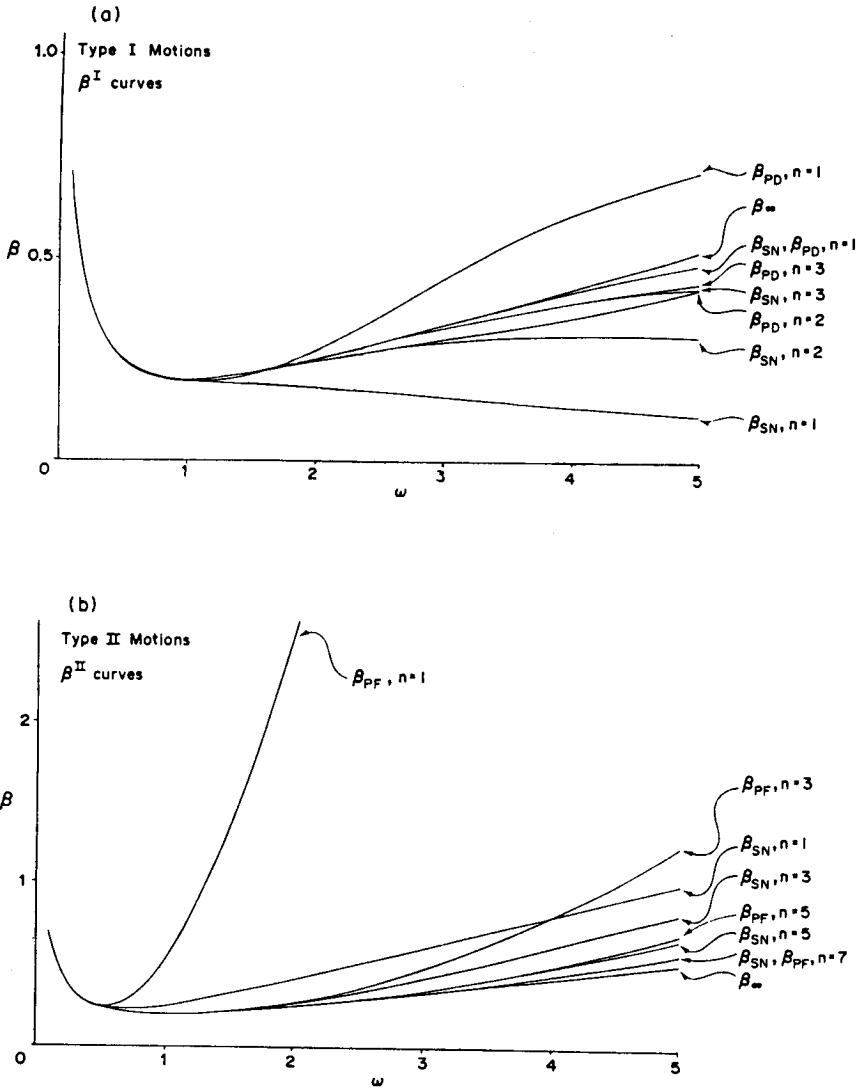 (a)
Type I Motions
β^I curves
1.0
0.5
0
β
β_PD, n=1
β∞
β_SN, β_PD, n=1
β_PD, n=3
β_SN, n=3
β_PD, n=2
β_SN, n=2
β_SN, n=1
1 2 3 4 5
ω
(b)
Type II Motions
β^II curves
2
1
0
β
β_PF, n=1
β_PF, n=3
β_SN, n=1
β_SN, n=3
β_PF, n=5
β_SN, n=5
β_SN, β_PF, n=7
β∞
1 2 3 4 5
ω